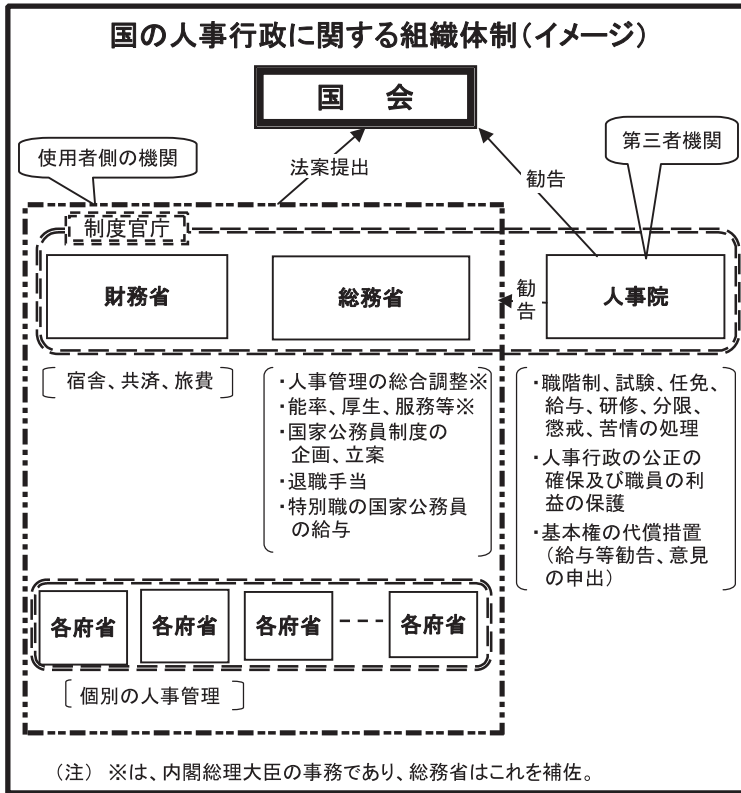 国の人事行政に関する組織体制(イメージ)
国 会
使用者側の機関
法案提出
勧告
第三者機関
制度官庁
財務省
総務省
勧告
人事院
宿舎、共済、旅費
・人事管理の総合調整※
・能率、厚生、服務等※
・国家公務員制度の
企画、立案
・退職手当
・特別職の国家公務員
の給与
・職階制、試験、任免、
給与、研修、分限、
懲戒、苦情の処理
・人事行政の公正の
確保及び職員の利
益の保護
・基本権の代償措置
(給与等勧告、意見
の申出)
各府省
各府省
各府省
各府省
個別の人事管理
(注) ※は、内閣総理大臣の事務であり、総務省はこれを補佐。